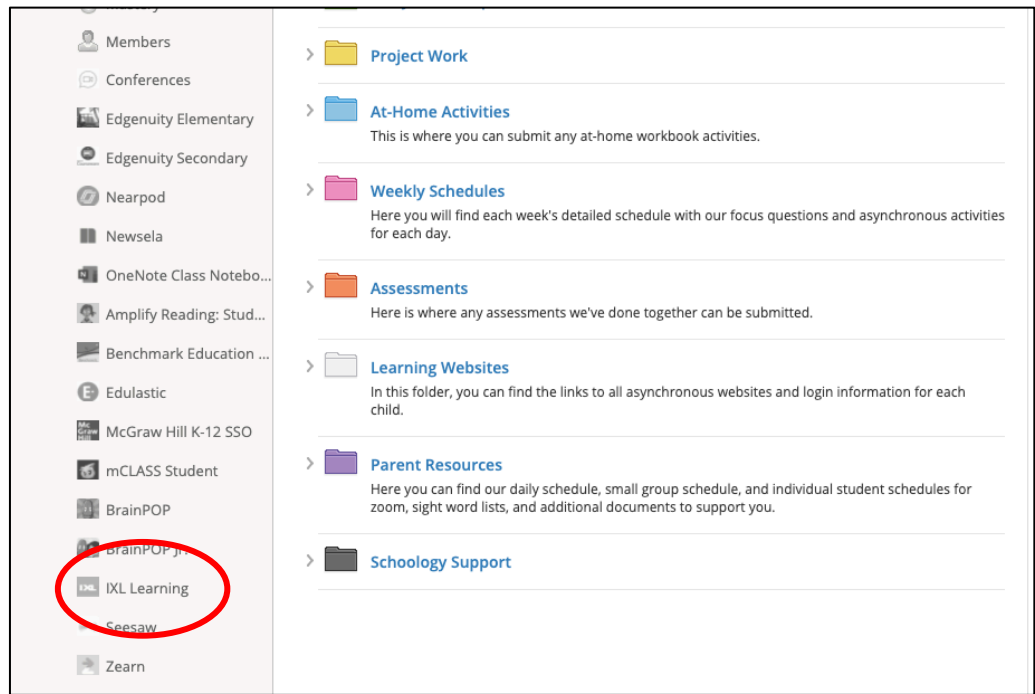 Members
Conferences
Edgenuity Elementary
Edgenuity Secondary
Nearpod
Newsela
OneNote Class Notebo...
Amplify Reading: Stud...
Benchmark Education ...
Edulastic
McGraw Hill K-12 SSO
mCLASS Student
BrainPOP
BrainPOP Jr.
IXL Learning
Seesaw
Zearn
Project Work
At-Home Activities
This is where you can submit any at-home workbook activities.
Weekly Schedules
Here you will find each week's detailed schedule with our focus questions and asynchronous activities
for each day.
Assessments
Here is where any assessments we've done together can be submitted.
Learning Websites
In this folder, you can find the links to all asynchronous websites and login information for each
child.
Parent Resources
Here you can find our daily schedule, small group schedule, and individual student schedules for
zoom, sight word lists, and additional documents to support you.
Schoology Support